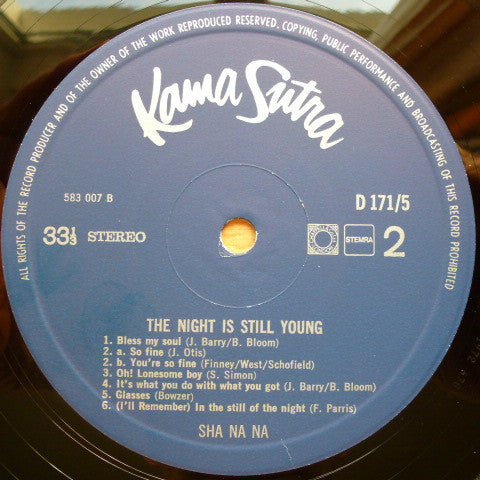 ALL RIGHTS OF THE RECORD PRODUCER AND OF THE OWNER OF THE WORK REPRODUCED RESERVED. COPYING, PUBLIC PERFORMANCE AND BROADCASTING OF THIS RECORD PROHIBITED
Kama Sutra
583 007 B
D 171/5
33⅓ STEREO
STEMRA
2
THE NIGHT IS STILL YOUNG
1. Bless my soul (J. Barry/B. Bloom)
2. a. So fine (J. Otis)
2. b. You're so fine (Finney/West/Schofield)
3. Oh! Lonesome boy (S. Simon)
4. It's what you do with what you got (J. Barry/B. Bloom)
5. Glasses (Bowzer)
6. (I'll Remember) In the still of the night (F. Parris)
SHA NA NA